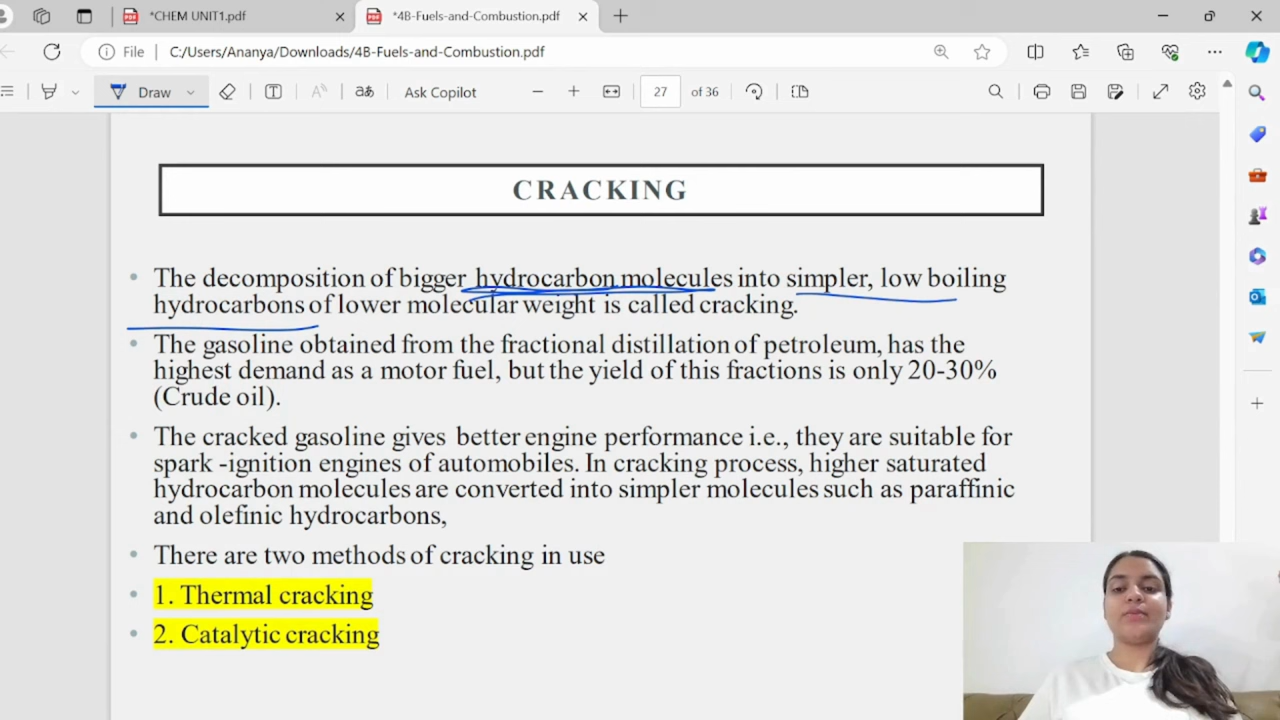 *CHEM UNIT1.pdf
*4B-Fuels-and-Combustion.pdf
File
C:/Users/Ananya/Downloads/4B-Fuels-and-Combustion.pdf
Draw
Ask Copilot
27 of 36
CRACKING
• The decomposition of bigger hydrocarbon molecules into simpler, low boiling
hydrocarbons of lower molecular weight is called cracking.
• The gasoline obtained from the fractional distillation of petroleum, has the
highest demand as a motor fuel, but the yield of this fractions is only 20-30%
(Crude oil).
• The cracked gasoline gives better engine performance i.e., they are suitable for
spark -ignition engines of automobiles. In cracking process, higher saturated
hydrocarbon molecules are converted into simpler molecules such as paraffinic
and olefinic hydrocarbons,
• There are two methods of cracking in use
• 1. Thermal cracking
• 2. Catalytic cracking